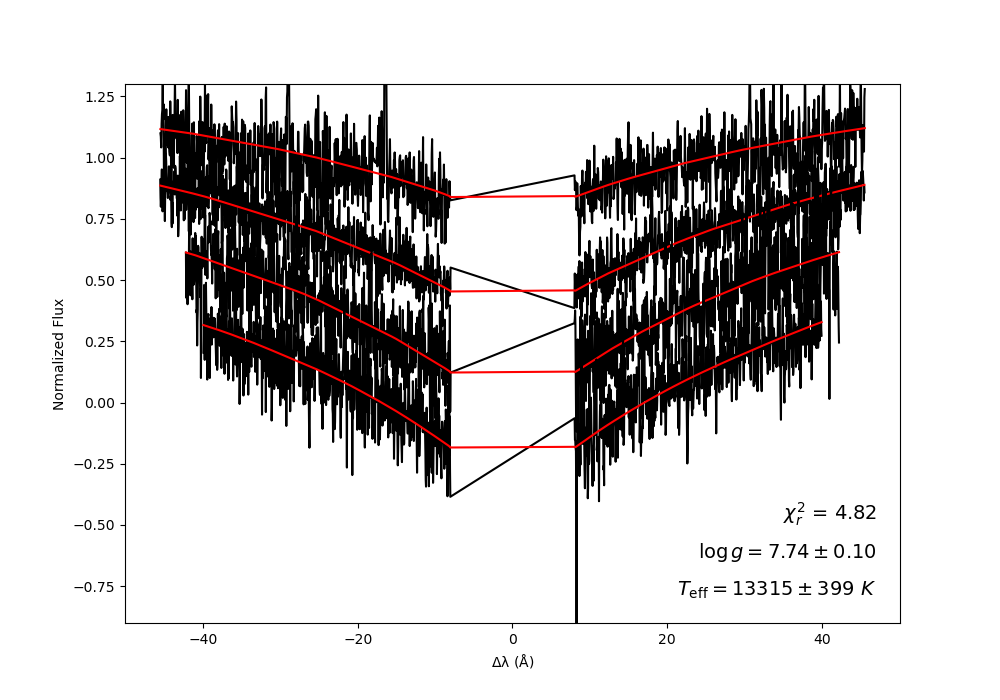 1.25
1.00
0.75
0.50
0.25
0.00
−0.25
−0.50
−0.75
Normalized Flux
χ²ᵣ = 4.82
log g = 7.74 ± 0.10
T_eff = 13315 ± 399 K
−40 −20 0 20 40
Δλ (Å)